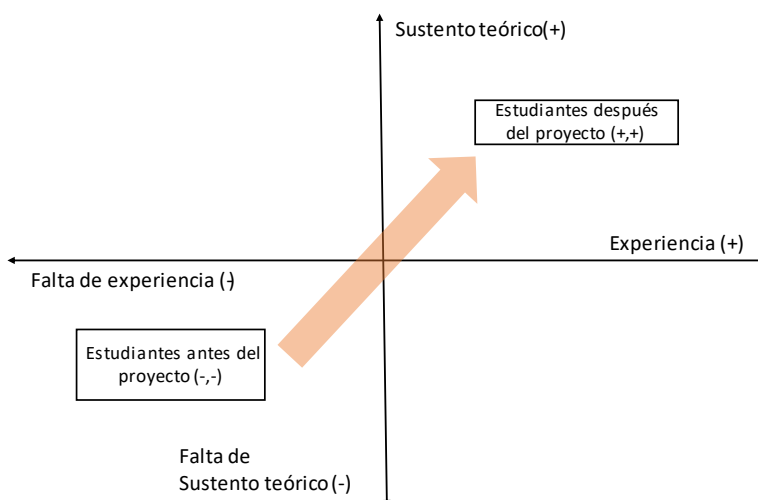 Sustento teórico(+)
Estudiantes después
del proyecto (+,+)
Experiencia (+)
Falta de experiencia (-)
Estudiantes antes del
proyecto (-,-)
Falta de
Sustento teórico (-)